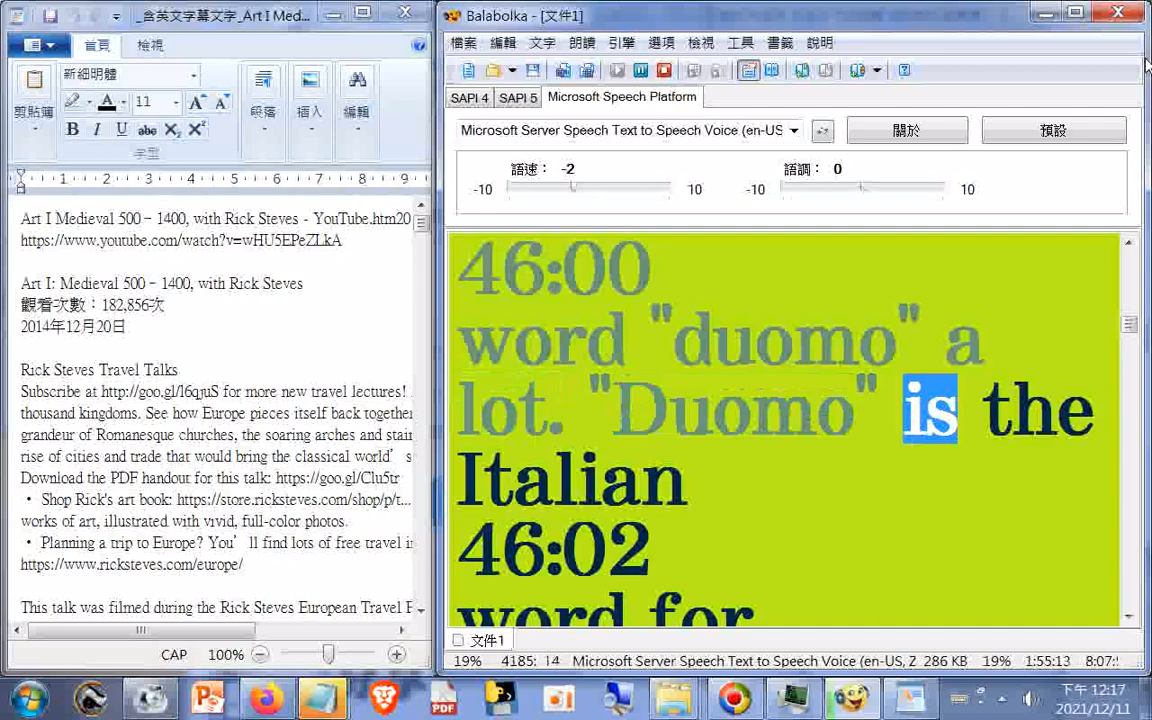 _含英文字幕文字_Art I Med...
首頁
檢視
新細明體
11
剪貼簿
段落
插入
編輯
B I U abc X₂ X²
字型
1 2 3 4 5 6 7 8 9
Art I Medieval 500–1400, with Rick Steves - YouTube.htm20
https://www.youtube.com/watch?v=wHU5EPeZLkA
Art I: Medieval 500–1400, with Rick Steves
觀看次數：182,856次
2014年12月20日
Rick Steves Travel Talks
Subscribe at http://goo.gl/l6qjuS for more new travel lectures!
thousand kingdoms. See how Europe pieces itself back together
grandeur of Romanesque churches, the soaring arches and stair
rise of cities and trade that would bring the classical world's
Download the PDF handout for this talk: https://goo.gl/Clu5tr
• Shop Rick's art book: https://store.ricksteves.com/shop/p/t...
works of art, illustrated with vivid, full-color photos.
• Planning a trip to Europe? You'll find lots of free travel in
https://www.ricksteves.com/europe/
This talk was filmed during the Rick Steves European Travel F
CAP 100%
Balabolka - [文件1]
檔案 編輯 文字 朗讀 引擎 選項 檢視 工具 書籤 說明
SAPI 4 SAPI 5 Microsoft Speech Platform
Microsoft Server Speech Text to Speech Voice (en-US
關於
預設
語速： -2
語調： 0
-10 10 -10 10
46:00
word "duomo" a
lot. "Duomo" is the
Italian
46:02
word for
文件1
19% 4185: 14 Microsoft Server Speech Text to Speech Voice (en-US, Z 286 KB 19% 1:55:13 8:07:
PDF
下午 12:17
2021/12/11